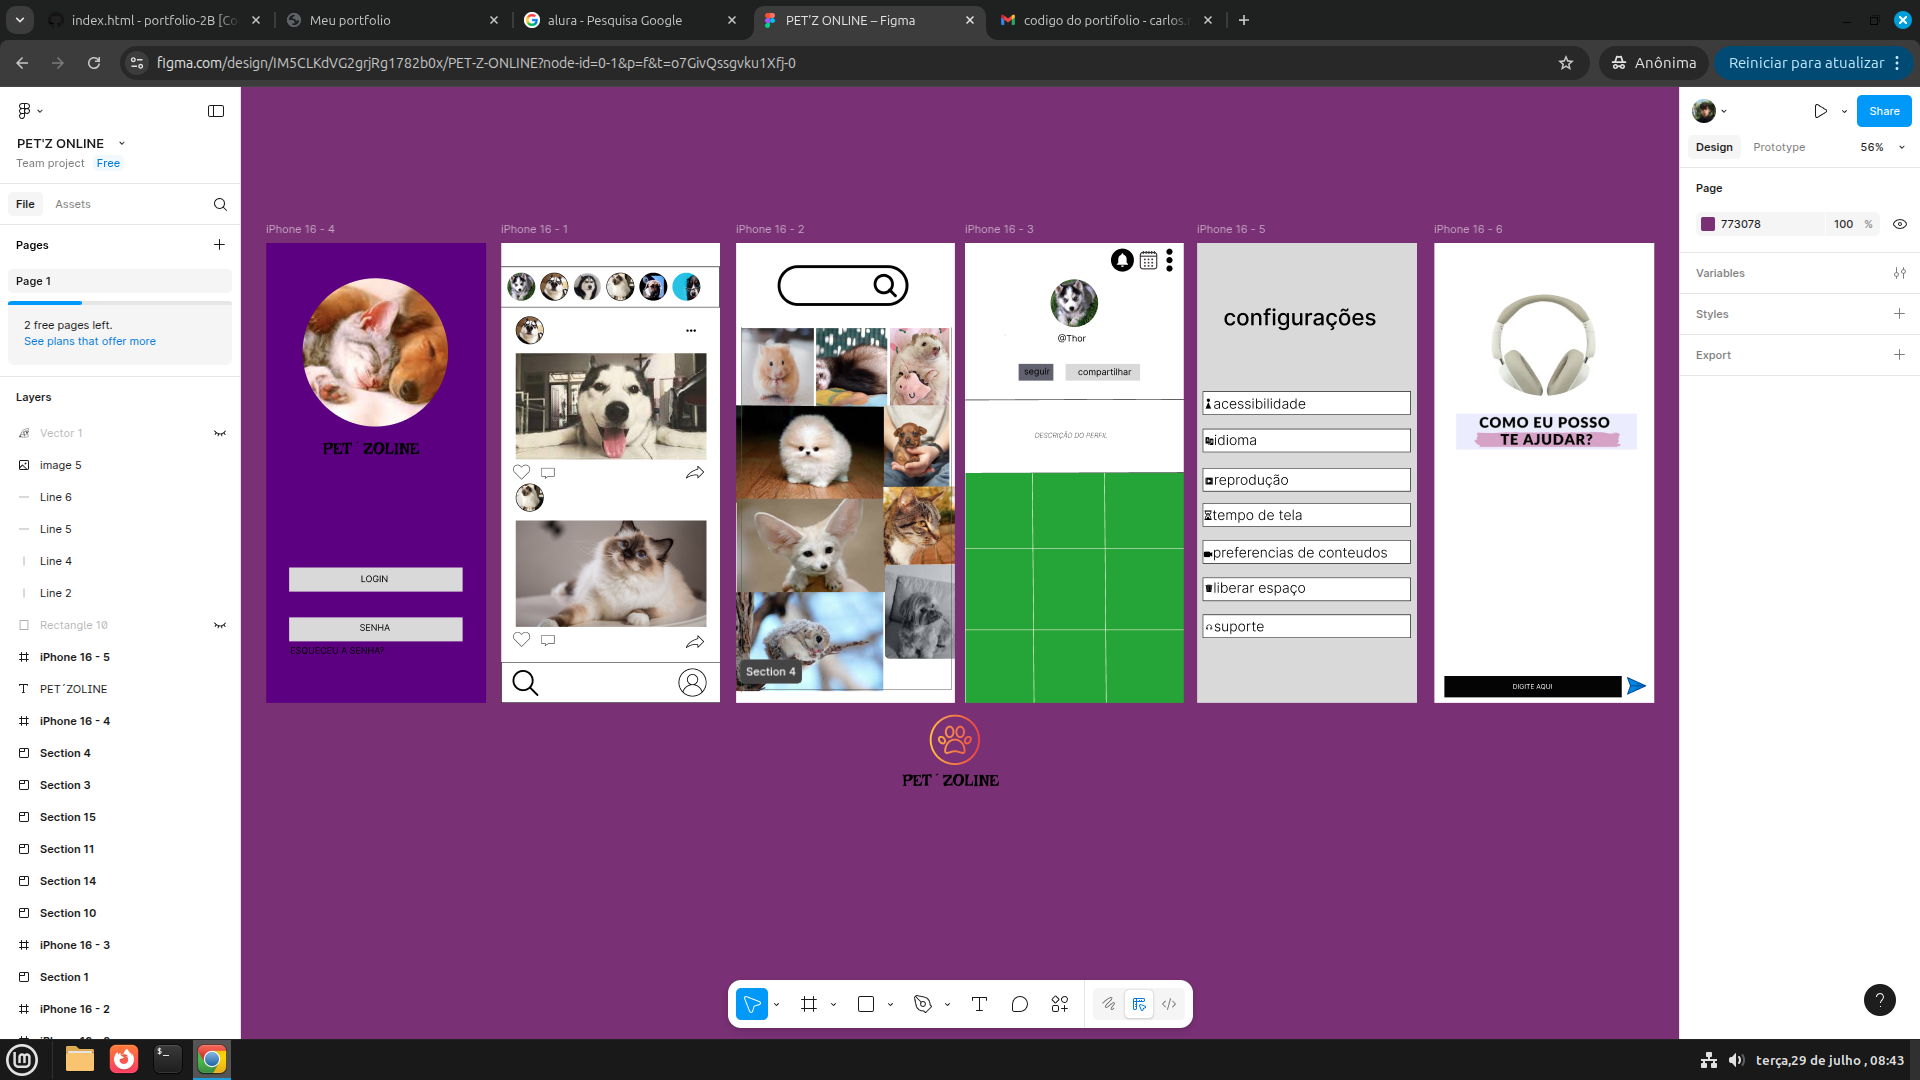 index.html - portfolio-2B [Co
Meu portfolio
alura - Pesquisa Google
PET'Z ONLINE – Figma
codigo do portifolio - carlos.
figma.com/design/IM5CLKdVG2grjRg1782b0x/PET-Z-ONLINE?node-id=0-1&p=f&t=o7GivQssgvku1Xfj-0
Anônima
Reiniciar para atualizar
PET'Z ONLINE
Team project Free
File Assets
Pages
Page 1
2 free pages left.
See plans that offer more
Layers
Vector 1
image 5
Line 6
Line 5
Line 4
Line 2
Rectangle 10
iPhone 16 - 5
PET´ZOLINE
iPhone 16 - 4
Section 4
Section 3
Section 15
Section 11
Section 14
Section 10
iPhone 16 - 3
Section 1
iPhone 16 - 2
iPhone 16 - 4
PET´ZOLINE
LOGIN
SENHA
ESQUECEU A SENHA?
iPhone 16 - 1
iPhone 16 - 2
Section 4
iPhone 16 - 3
@Thor
seguir
compartilhar
DESCRIÇÃO DO PERFIL
iPhone 16 - 5
configurações
acessibilidade
idioma
reprodução
tempo de tela
preferencias de conteudos
liberar espaço
suporte
iPhone 16 - 6
COMO EU POSSO
TE AJUDAR?
DIGITE AQUI
PET´ZOLINE
Share
Design Prototype 56%
Page
773078 100 %
Variables
Styles
Export
?
terça,29 de julho , 08:43